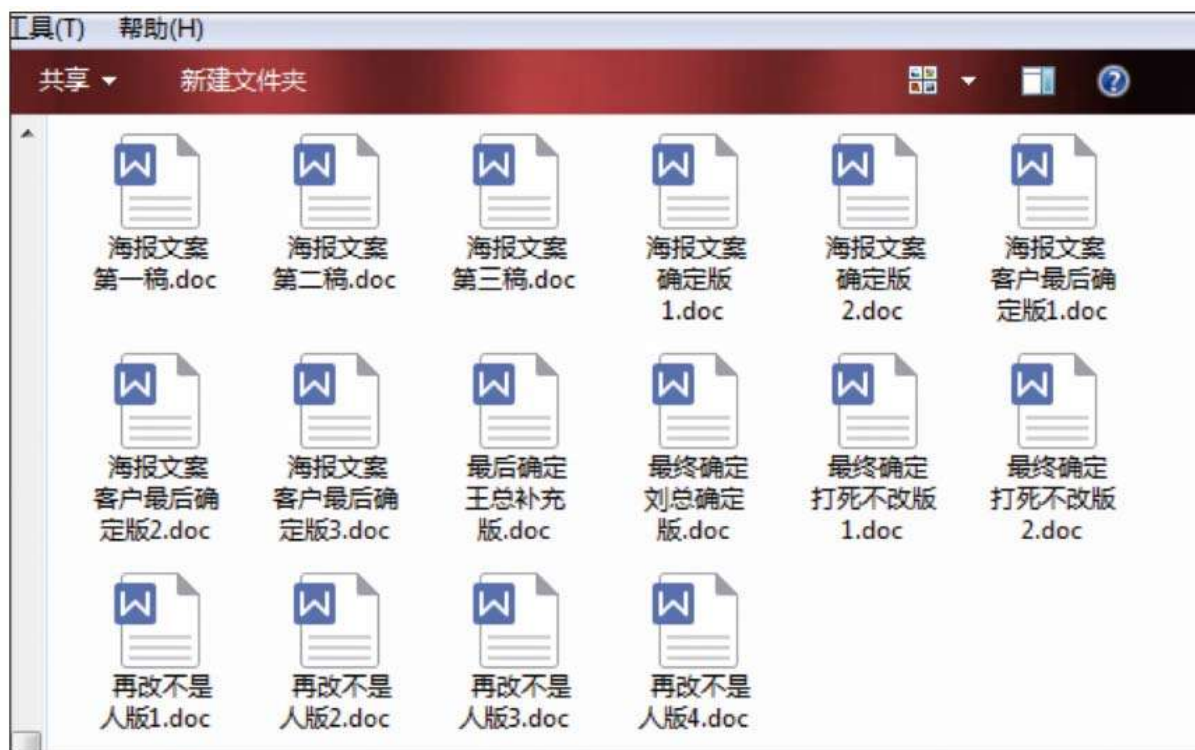 工具(T) 帮助(H)
共享 新建文件夹
海报文案
第一稿.doc
海报文案
第二稿.doc
海报文案
第三稿.doc
海报文案
确定版
1.doc
海报文案
确定版
2.doc
海报文案
客户最后确
定版1.doc
海报文案
客户最后确
定版2.doc
海报文案
客户最后确
定版3.doc
最后确定
王总补充
版.doc
最终确定
刘总确定
版.doc
最终确定
打死不改版
1.doc
最终确定
打死不改版
2.doc
再改不是
人版1.doc
再改不是
人版2.doc
再改不是
人版3.doc
再改不是
人版4.doc